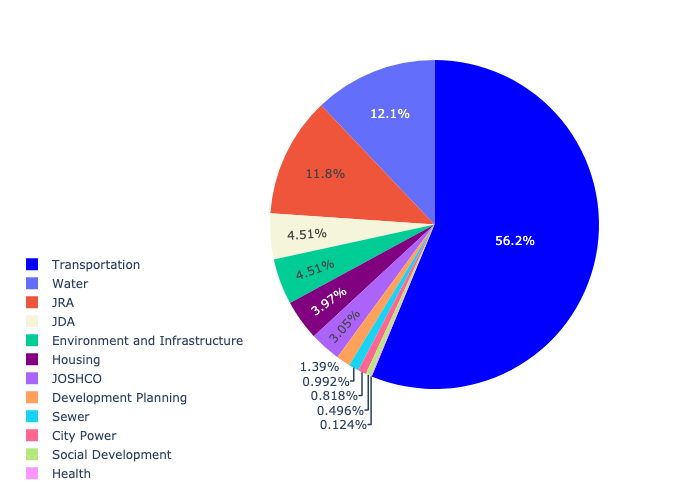 12.1%
11.8%
56.2%
4.51%
4.51%
3.97%
3.05%
1.39%
0.992%
0.818%
0.496%
0.124%
Transportation
Water
JRA
JDA
Environment and Infrastructure
Housing
JOSHCO
Development Planning
Sewer
City Power
Social Development
Health